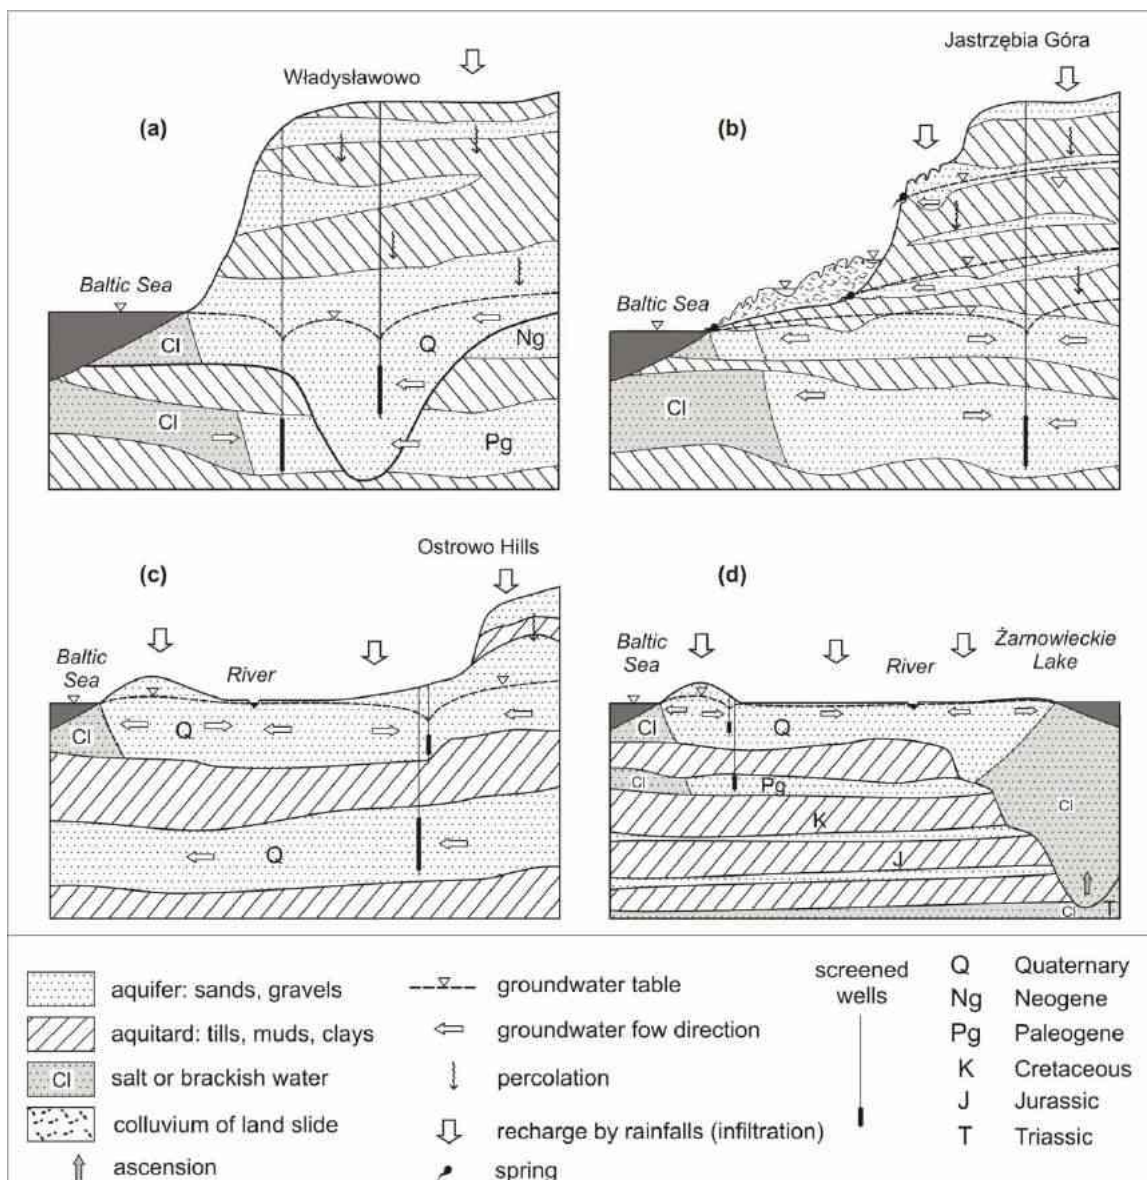 Władysławowo
(a)
Baltic Sea
Cl
Q
Ng
Cl
Pg
Jastrzębia Góra
(b)
Baltic Sea
Cl
Ostrowo Hills
(c)
Baltic
Sea
River
Cl
Q
Q
(d)
Baltic
Sea
River
Żarnowieckie
Lake
Cl
Q
Cl
Pg
Cl
K
J
Cl
T
aquifer: sands, gravels
aquitard: tills, muds, clays
Cl
salt or brackish water
colluvium of land slide
ascension
groundwater table
groundwater fow direction
percolation
recharge by rainfalls (infiltration)
spring
screened
wells
Q Quaternary
Ng Neogene
Pg Paleogene
K Cretaceous
J Jurassic
T Triassic